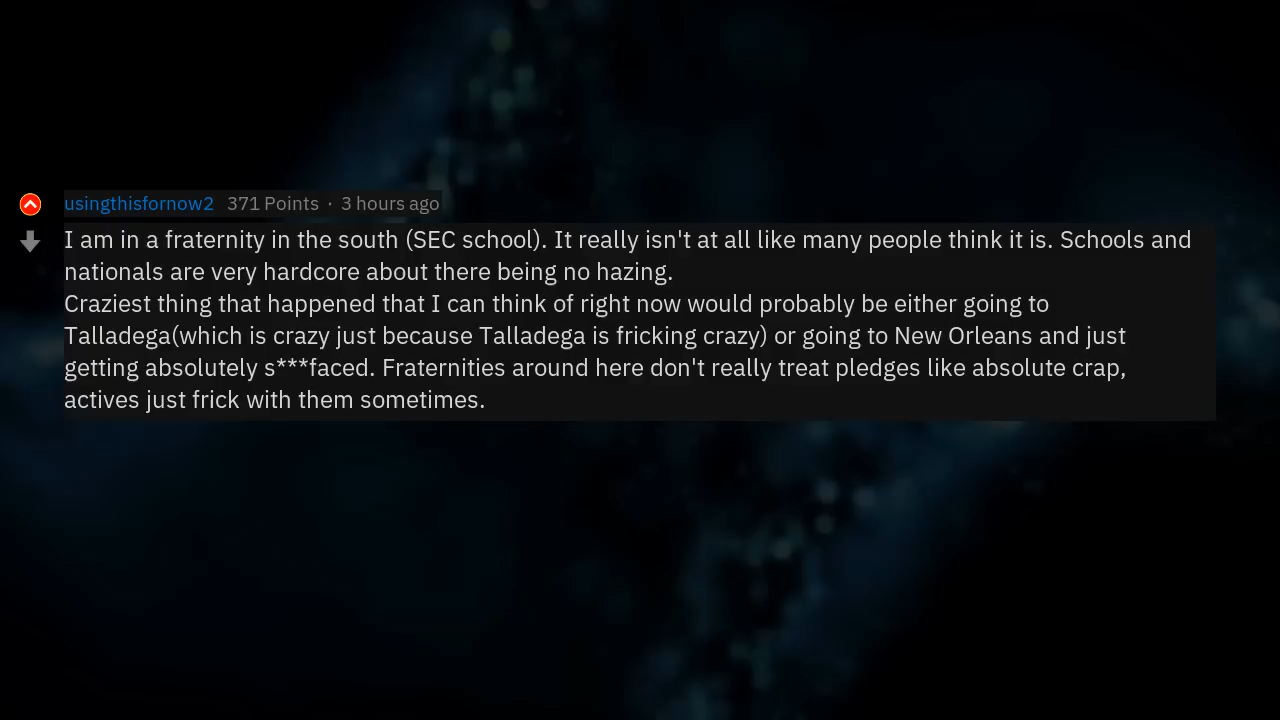 usingthisfornow2 371 Points · 3 hours ago
I am in a fraternity in the south (SEC school). It really isn't at all like many people think it is. Schools and
nationals are very hardcore about there being no hazing.
Craziest thing that happened that I can think of right now would probably be either going to
Talladega(which is crazy just because Talladega is fricking crazy) or going to New Orleans and just
getting absolutely s***faced. Fraternities around here don't really treat pledges like absolute crap,
actives just frick with them sometimes.